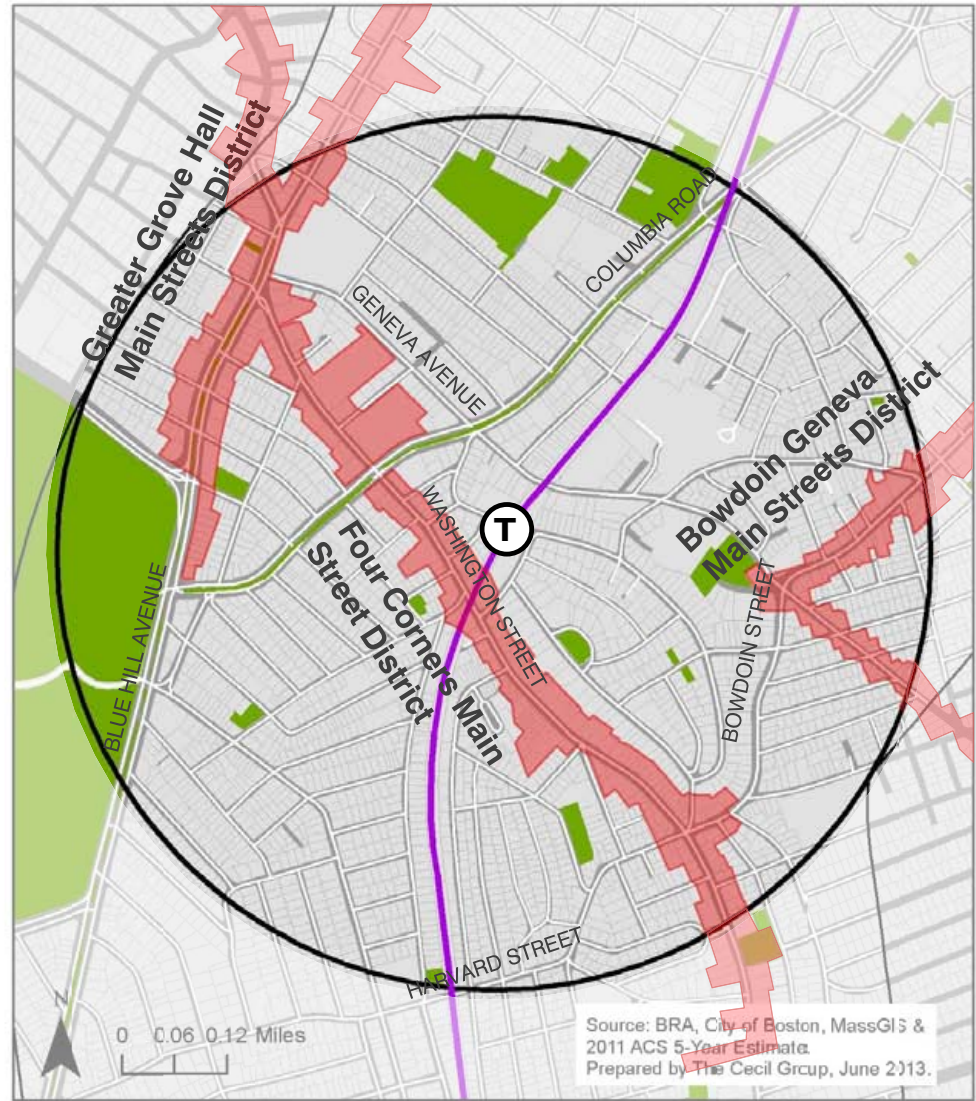 Greater Grove Hall
Main Streets District
COLUMBIA ROAD
GENEVA AVENUE
Bowdoin Geneva
Main Streets District
WASHINGTON STREET
T
Four Corners Main
Street District
BLUE HILL AVENUE
BOWDOIN STREET
HARVARD STREET
N
0 0.06 0.12 Miles
Source: BRA, City of Boston, MassGIS &
2011 ACS 5-Year Estimate.
Prepared by The Cecil Group, June 2013.